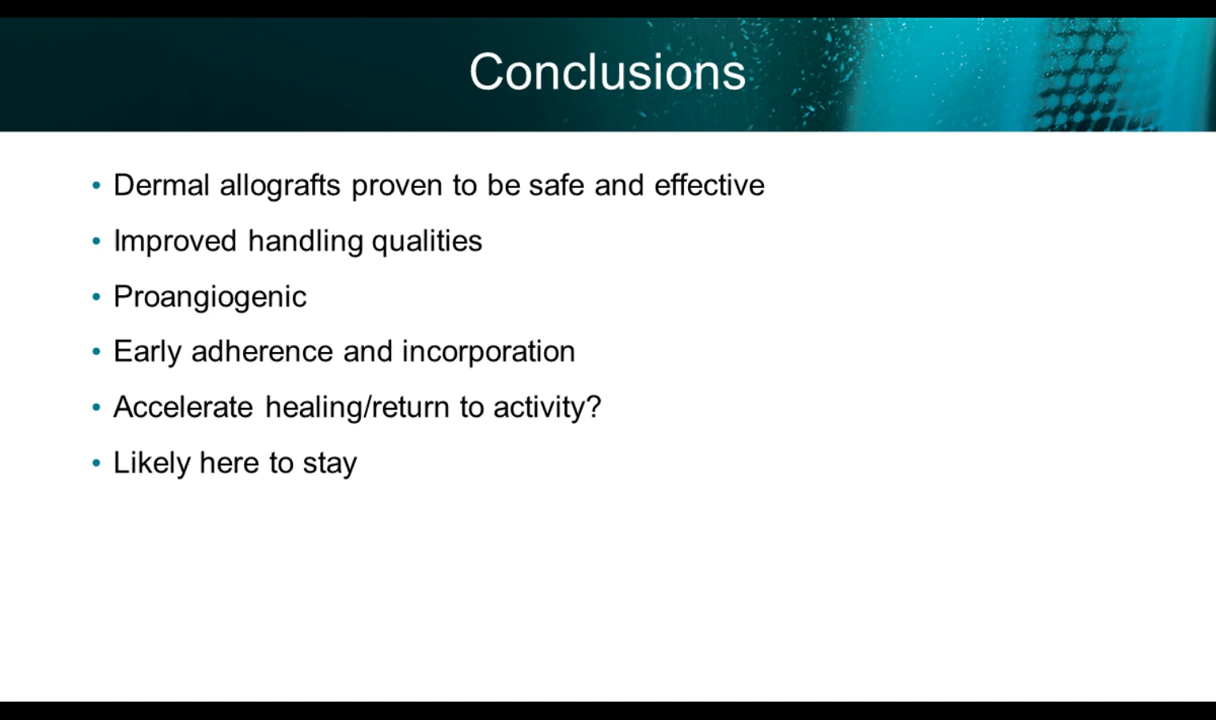 Conclusions
• Dermal allografts proven to be safe and effective
• Improved handling qualities
• Proangiogenic
• Early adherence and incorporation
• Accelerate healing/return to activity?
• Likely here to stay